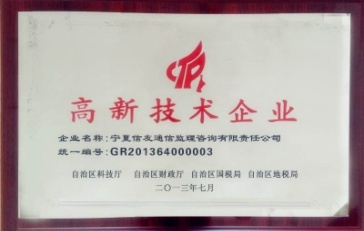 高新技术企业
企业名称:宁夏信友通信监理咨询有限责任公司
统一编号:GR201364000003
自治区科技厅 自治区财政厅 自治区国税局 自治区地税局
二〇一三年七月